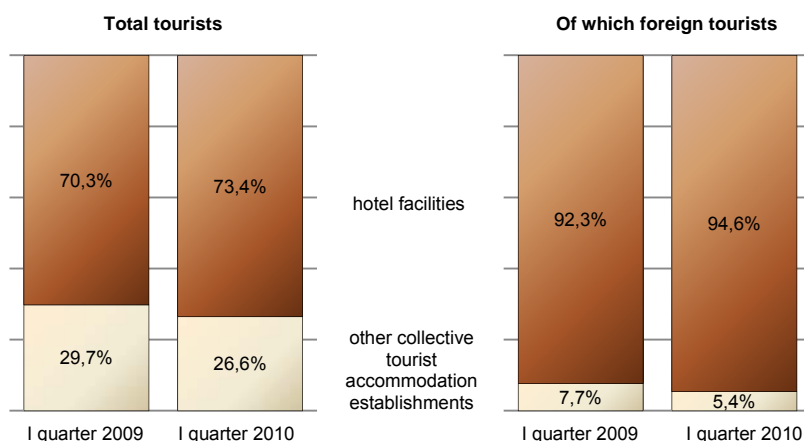 Total tourists
Of which foreign tourists
70,3%
73,4%
hotel facilities
92,3%
94,6%
29,7%
26,6%
other collective
tourist
accommodation
establishments
7,7%
5,4%
I quarter 2009
I quarter 2010
I quarter 2009
I quarter 2010